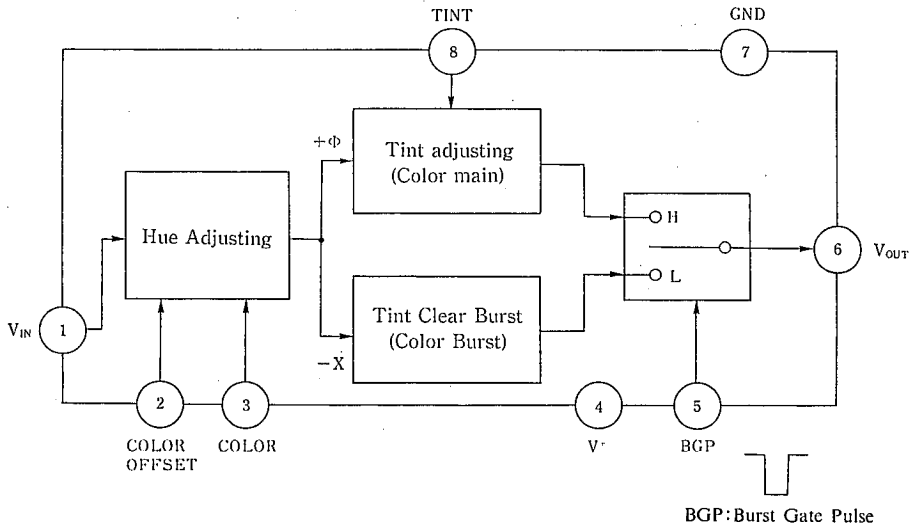 TINT
GND
8
7
+Φ
Tint adjusting
(Color main)
Hue Adjusting
H
L
6
VOUT
VIN
1
Tint Clear Burst
(Color Burst)
−X
2
3
4
5
COLOR
OFFSET
COLOR
V+
BGP
BGP:Burst Gate Pulse